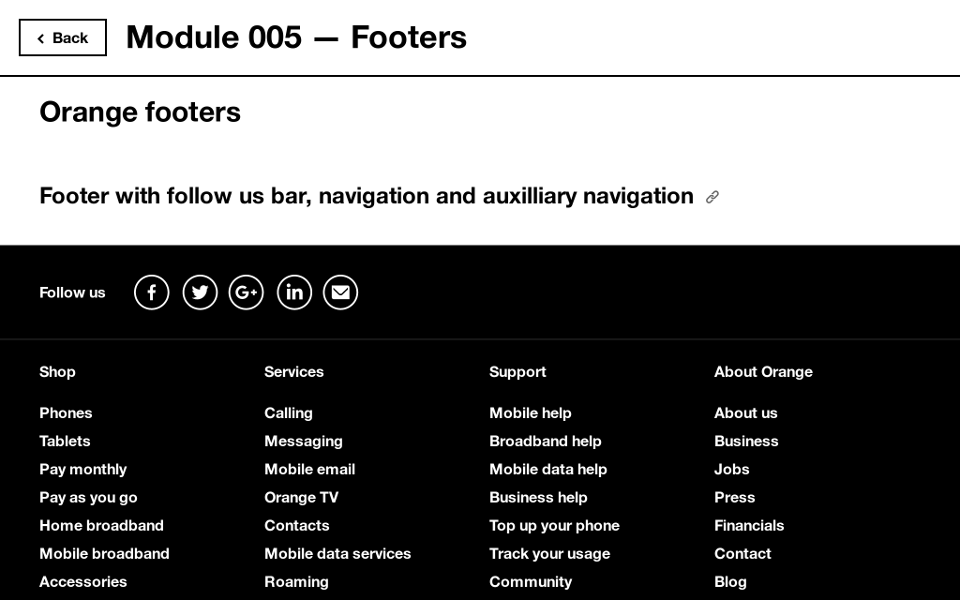 Back
Module 005 — Footers
Orange footers
Footer with follow us bar, navigation and auxilliary navigation
Follow us
Shop
Phones
Tablets
Pay monthly
Pay as you go
Home broadband
Mobile broadband
Accessories
Services
Calling
Messaging
Mobile email
Orange TV
Contacts
Mobile data services
Roaming
Support
Mobile help
Broadband help
Mobile data help
Business help
Top up your phone
Track your usage
Community
About Orange
About us
Business
Jobs
Press
Financials
Contact
Blog